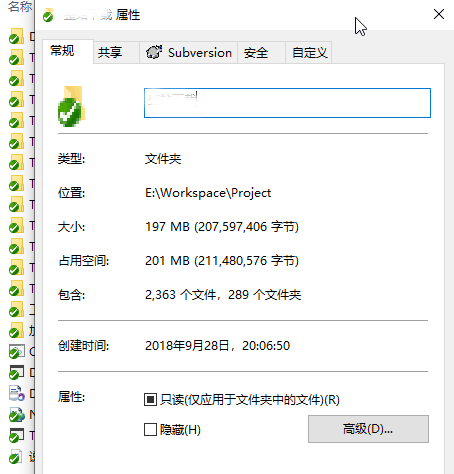 名称
属性
常规 共享 Subversion 安全 自定义
类型: 文件夹
位置: E:\Workspace\Project
大小: 197 MB (207,597,406 字节)
占用空间: 201 MB (211,480,576 字节)
包含: 2,363 个文件，289 个文件夹
创建时间: 2018年9月28日，20:06:50
属性: 只读(仅应用于文件夹中的文件)(R)
隐藏(H) 高级(D)...